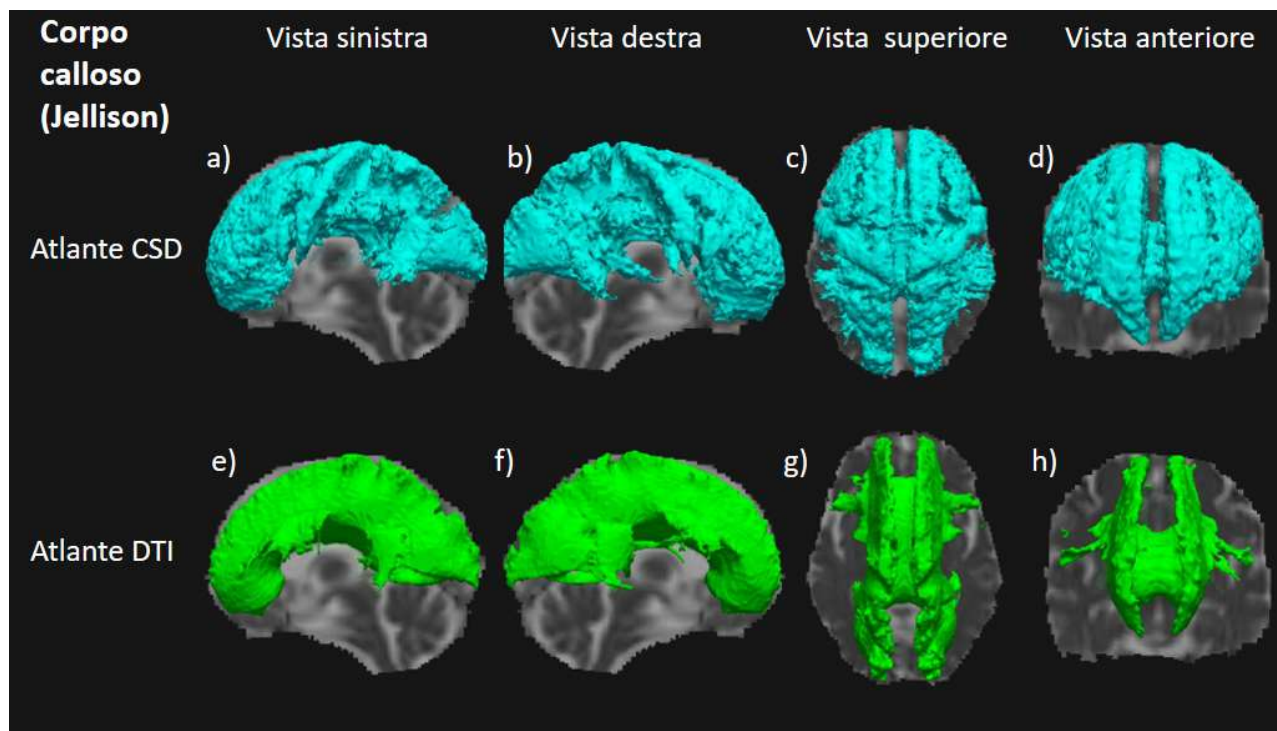 Corpo
calloso
(Jellison)
Vista sinistra
Vista destra
Vista superiore
Vista anteriore
a)
b)
c)
d)
Atlante CSD
e)
f)
g)
h)
Atlante DTI